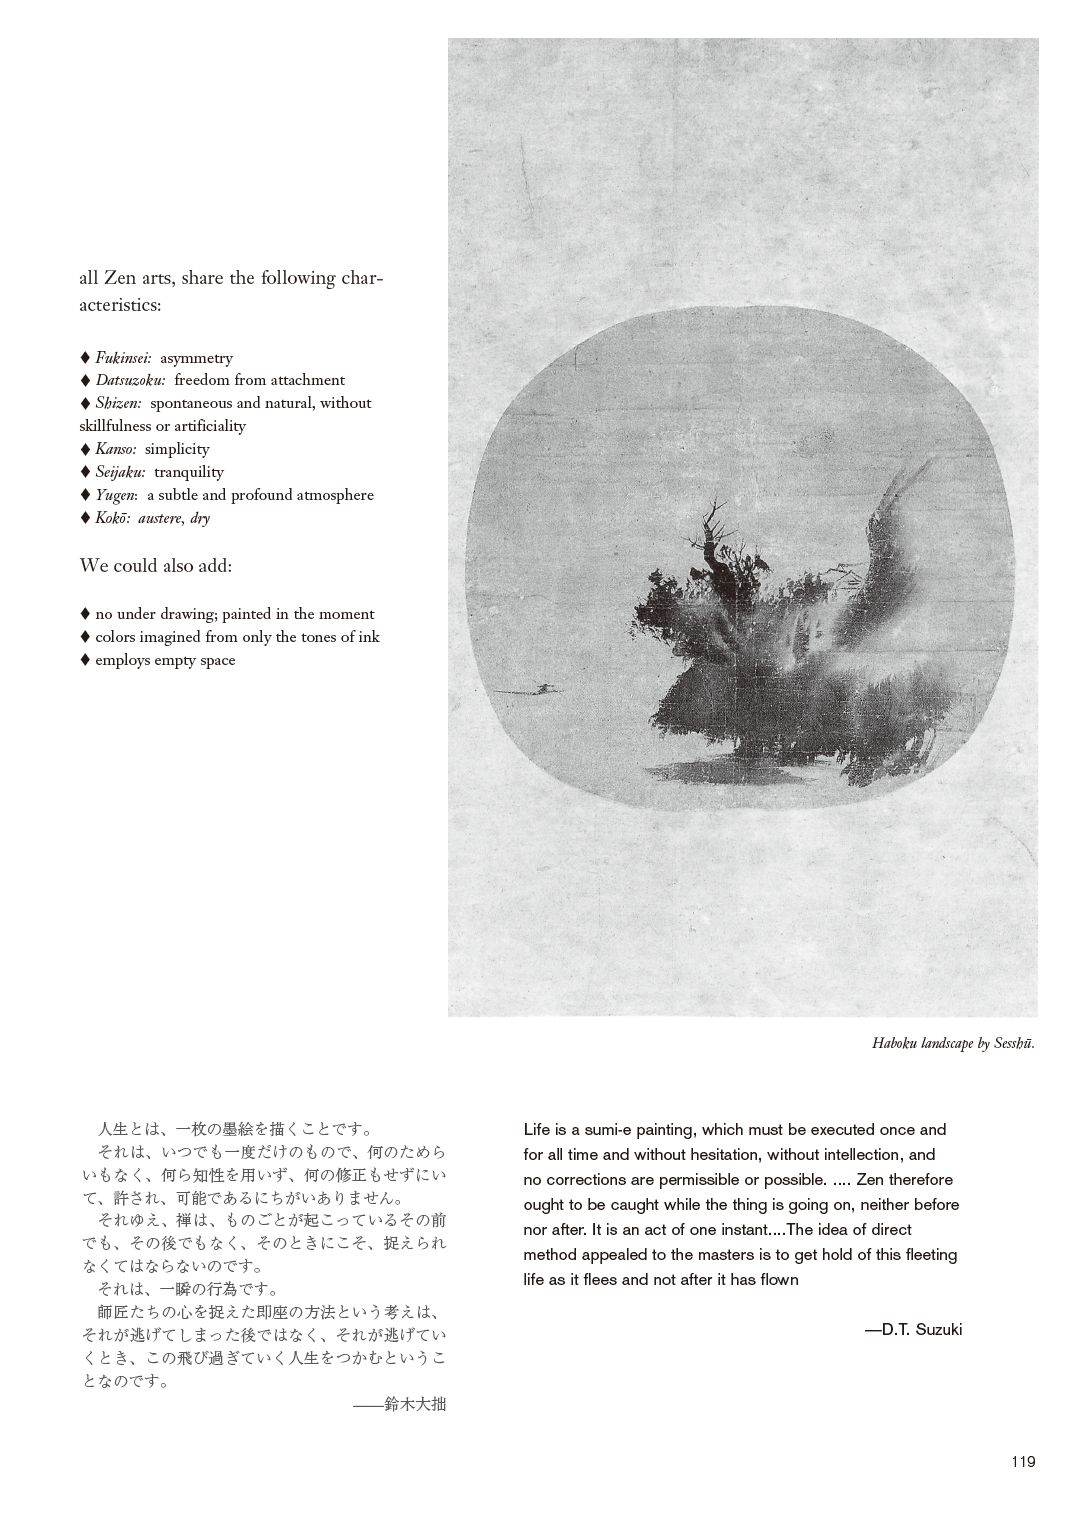 all Zen arts, share the following char-
acteristics:
♦ Fukinsei: asymmetry
♦ Datsuzoku: freedom from attachment
♦ Shizen: spontaneous and natural, without
skillfulness or artificiality
♦ Kanso: simplicity
♦ Seijaku: tranquility
♦ Yugen: a subtle and profound atmosphere
♦ Kokō: austere, dry
We could also add:
♦ no under drawing; painted in the moment
♦ colors imagined from only the tones of ink
♦ employs empty space
Haboku landscape by Sesshū.
人生とは、一枚の墨絵を描くことです。
それは、いつでも一度だけのもので、何のためら
いもなく、何ら知性を用いず、何の修正もせずにい
て、許され、可能であるにちがいありません。
それゆえ、禅は、ものごとが起こっているその前
でも、その後でもなく、そのときにこそ、捉えられ
なくてはならないのです。
それは、一瞬の行為です。
師匠たちの心を捉えた即座の方法という考えは、
それが逃げてしまった後ではなく、それが逃げてい
くとき、この飛び過ぎていく人生をつかむというこ
となのです。
――鈴木大拙
Life is a sumi-e painting, which must be executed once and
for all time and without hesitation, without intellection, and
no corrections are permissible or possible. .... Zen therefore
ought to be caught while the thing is going on, neither before
nor after. It is an act of one instant....The idea of direct
method appealed to the masters is to get hold of this fleeting
life as it flees and not after it has flown
—D.T. Suzuki
119